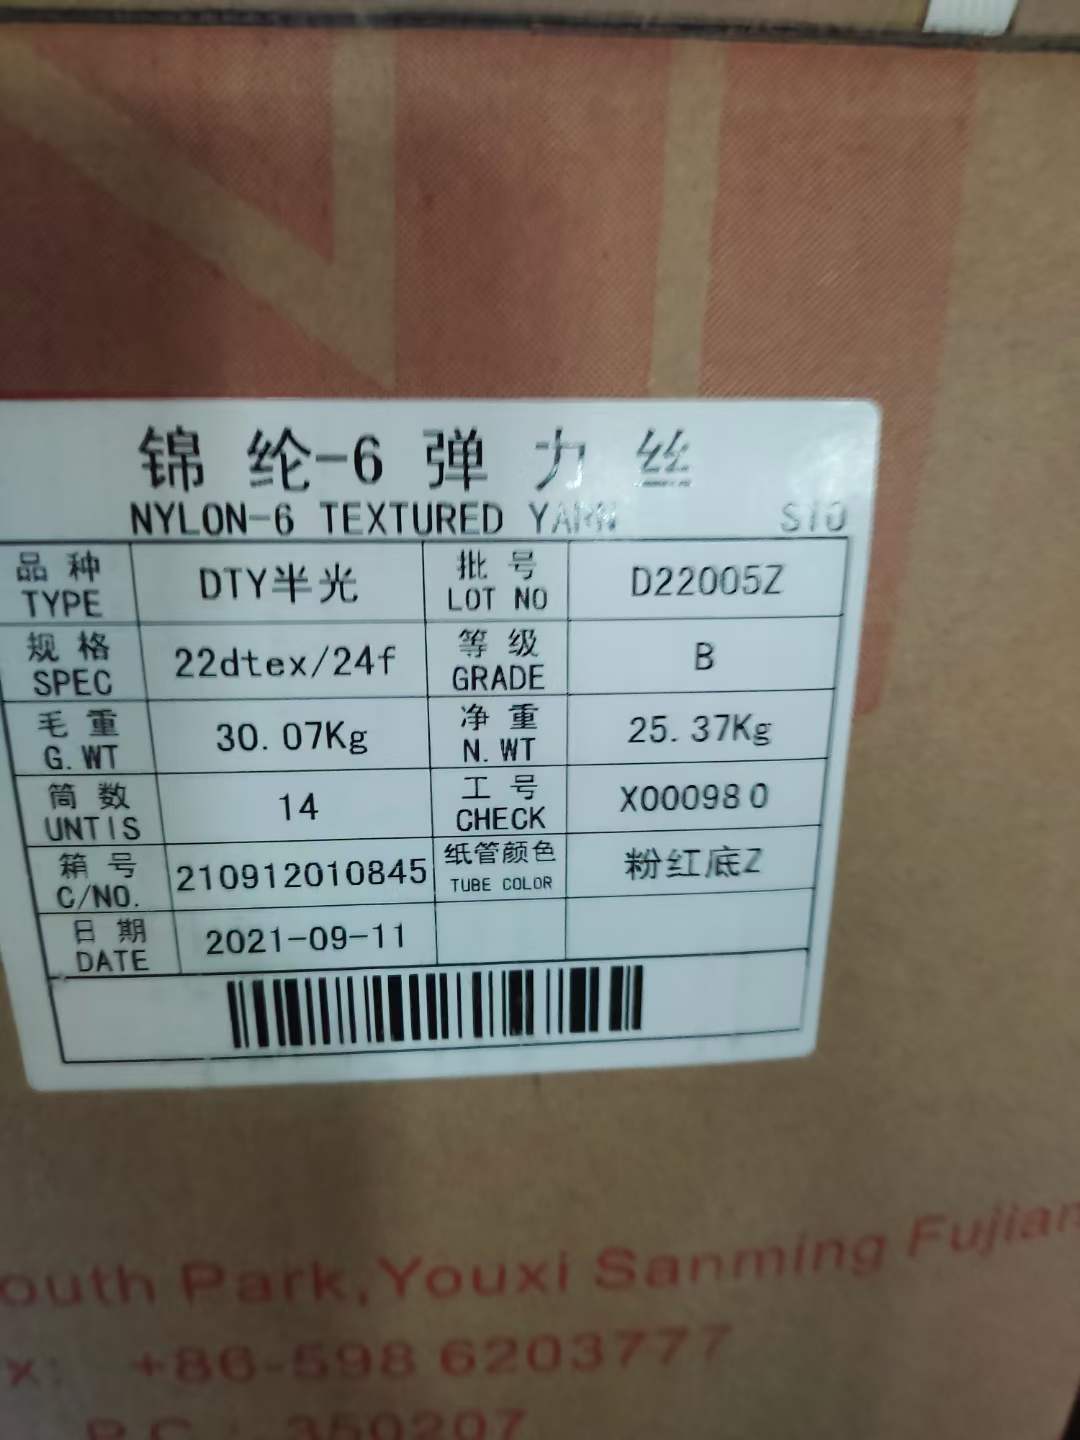 锦纶-6 弹力丝
NYLON-6 TEXTURED YARN
品种 DTY半光 批号 D22005Z
TYPE LOT NO
规格 22dtex/24f 等级 B
SPEC GRADE
毛重 30.07Kg 净重 25.37Kg
G.WT N.WT
筒数 14 工号 X000980
UNTIS CHECK
箱号 210912010845 纸管颜色 粉红底Z
C/NO. TUBE COLOR
日期 2021-09-11
DATE
outh Park,Youxi Sanming Fujian
x: +86-598 6203777
P.C.: 350207